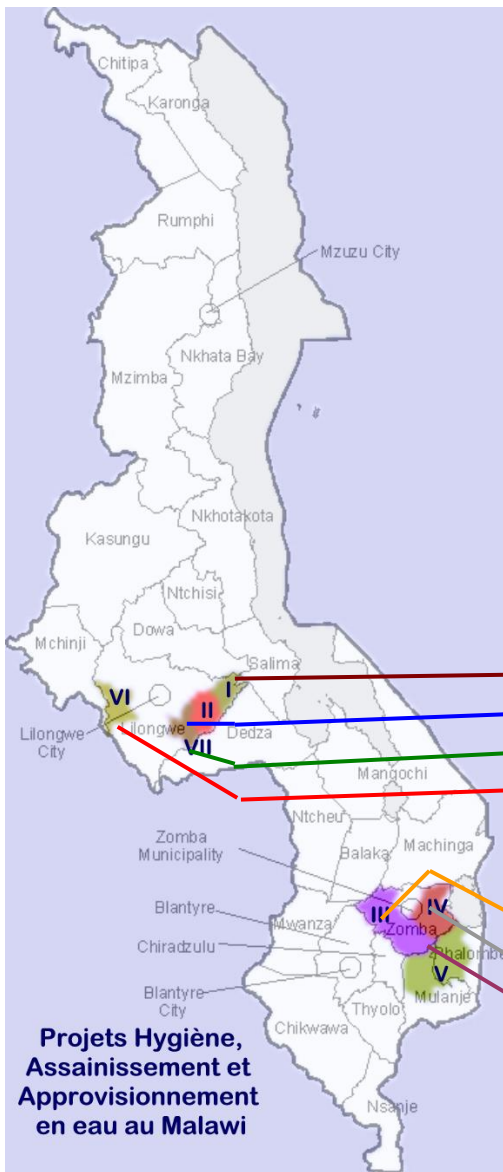 Chitipa
Karonga
Rumphi
Mzuzu City
Nkhata Bay
Mzimba
Nkhotakota
Kasungu
Ntchisi
Dowa
Mchinji
Salima
I
VI
II
Lilongwe
Lilongwe
City
Dedza
VII
Mangochi
Ntcheu
Machinga
Zomba
Municipality
Balaka
Blantyre
III
IV
Mwanza
Zomba
Chiradzulu
Phalombe
V
Blantyre
City
Mulanje
Thyolo
Chikwawa
Projets Hygiène,
Assainissement et
Approvisionnement
en eau au Malawi
Nsanje